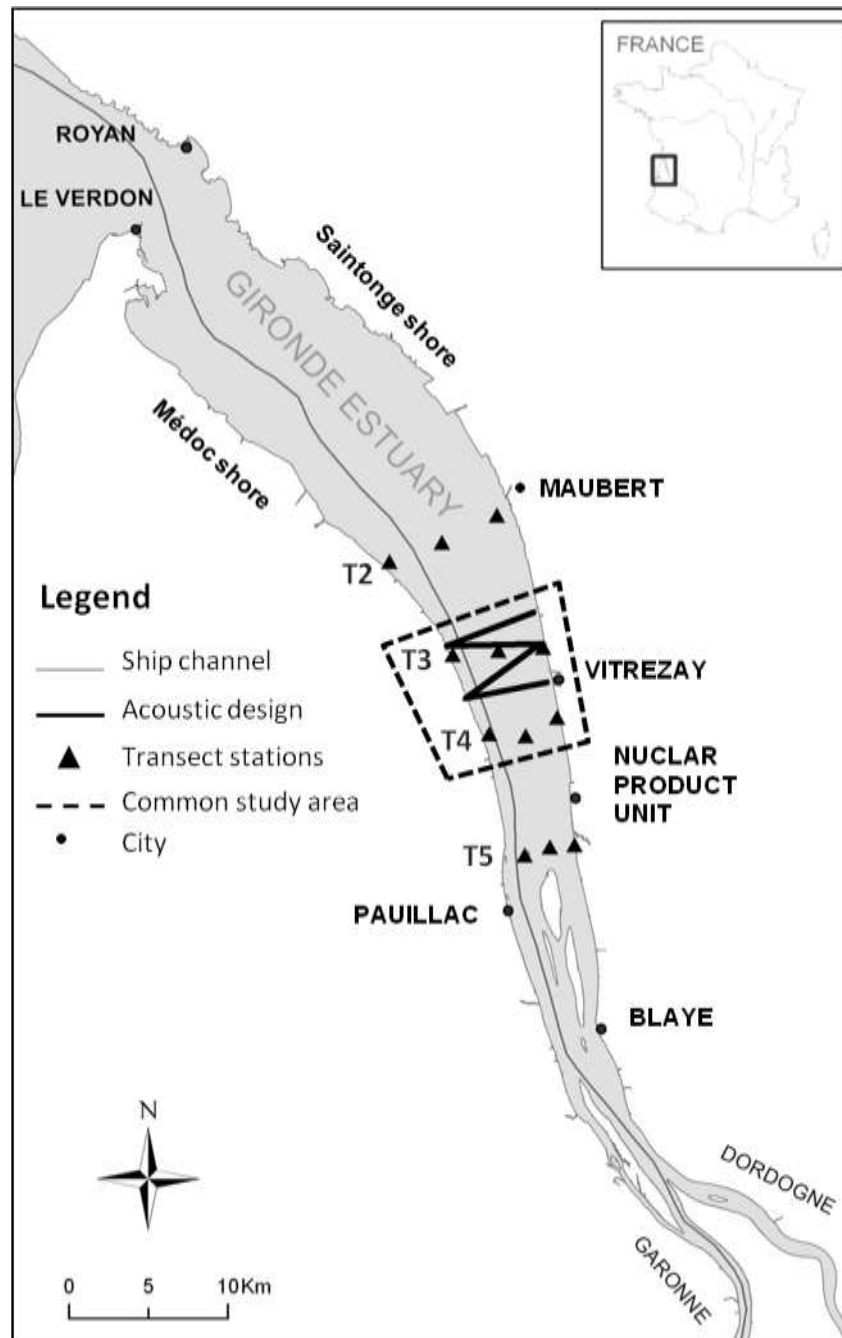 FRANCE
ROYAN
LE VERDON
Saintonge shore
GIRONDE ESTUARY
Médoc shore
MAUBERT
T2
Legend
Ship channel
Acoustic design
Transect stations
Common study area
City
T3
VITREZAY
T4
NUCLAR
PRODUCT
UNIT
T5
PAUILLAC
BLAYE
N
DORDOGNE
GARONNE
0 5 10Km